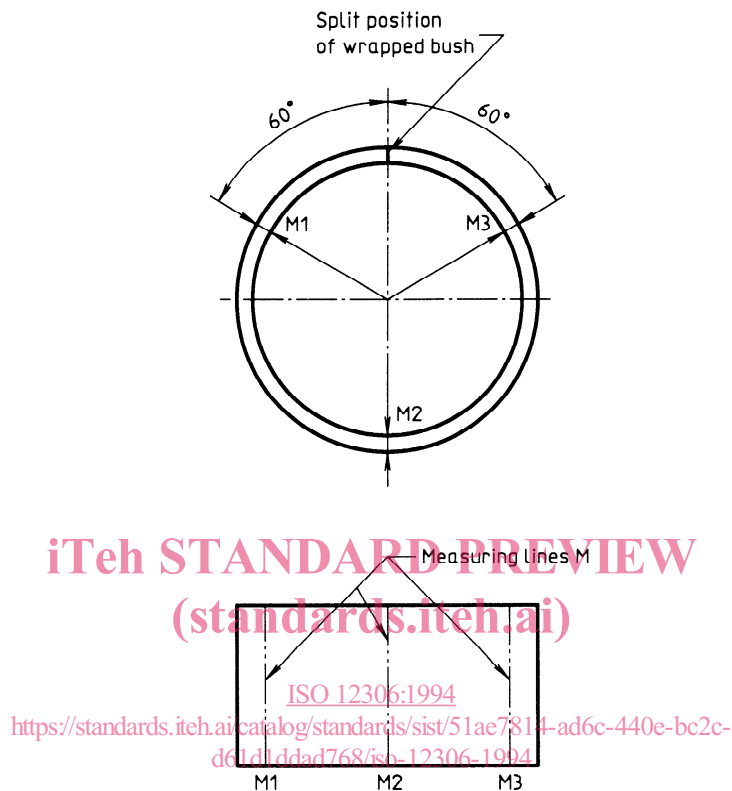 Split position
of wrapped bush
60°
60°
M1
M3
M2
iTeh STANDARD PREVIEW
Measuring lines M
(standards.iteh.ai)
ISO 12306:1994
https://standards.iteh.ai/catalog/standards/sist/51ae7814-ad6c-440e-bc2c-
d61d1ddad768/iso-12306-1994
M1 M2 M3